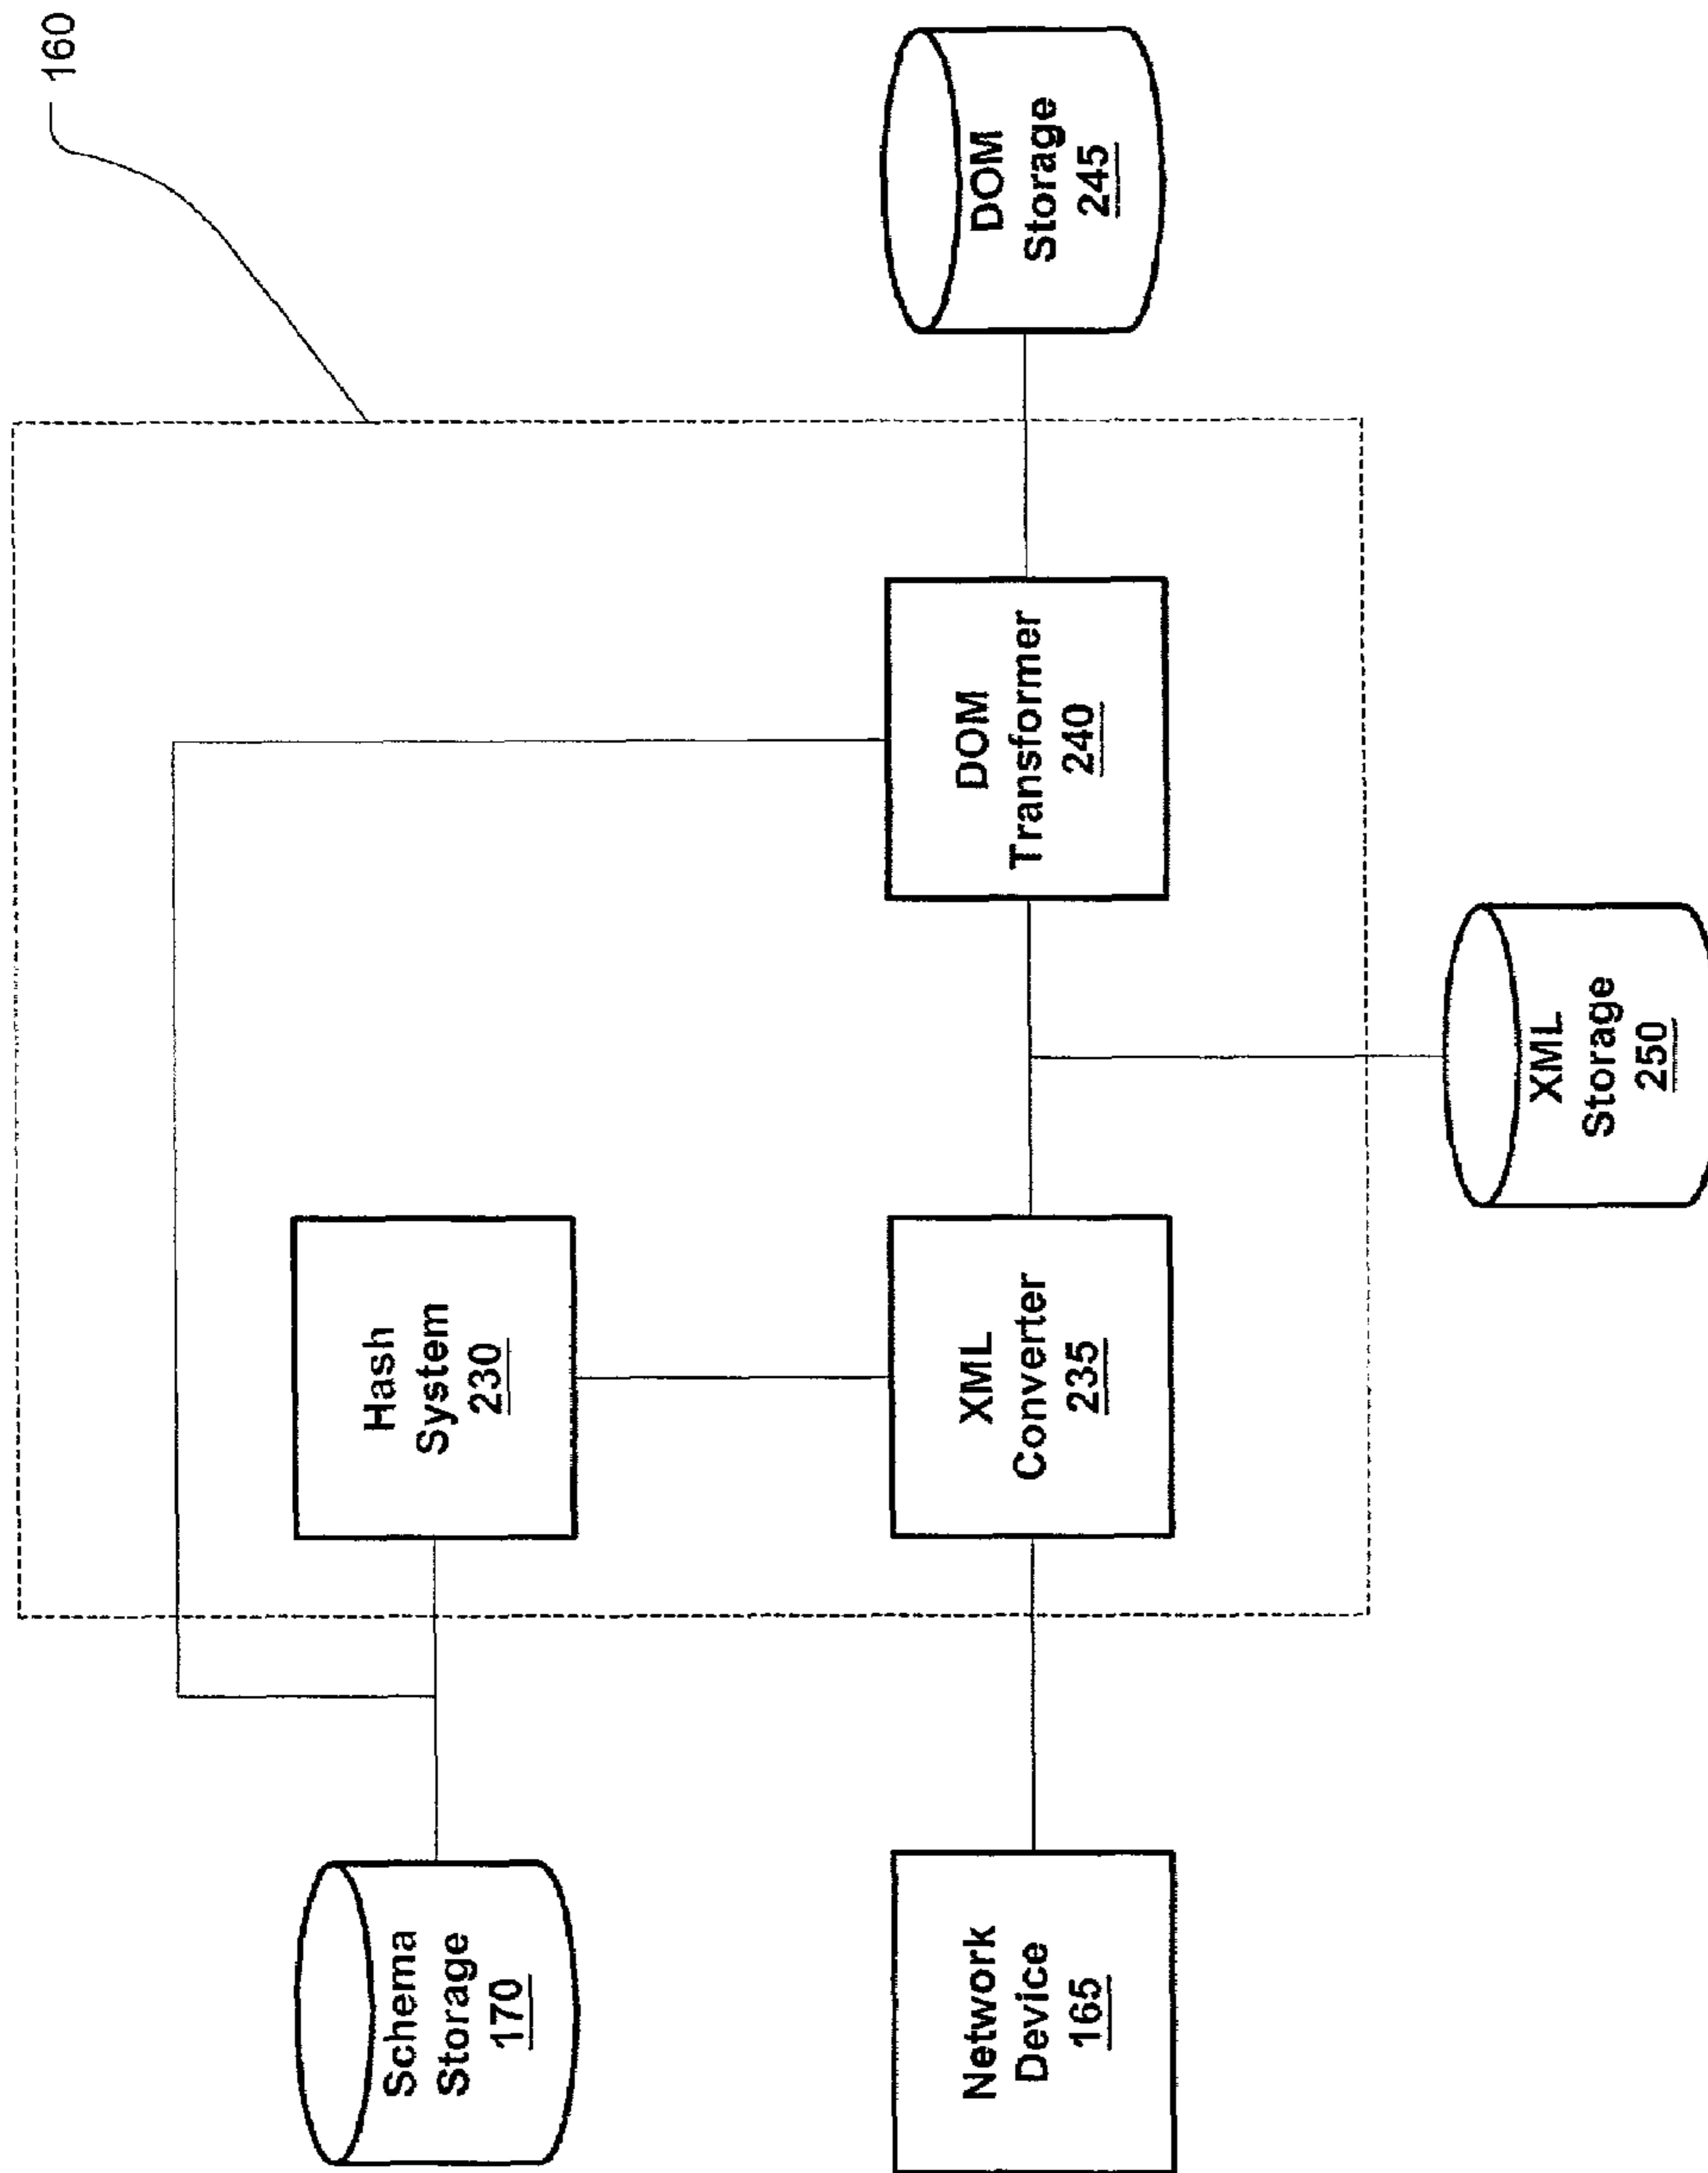 160
Schema
Storage
170
Hash
System
230
Network
Device
165
XML
Converter
235
DOM
Transformer
240
DOM
Storage
245
XML
Storage
250